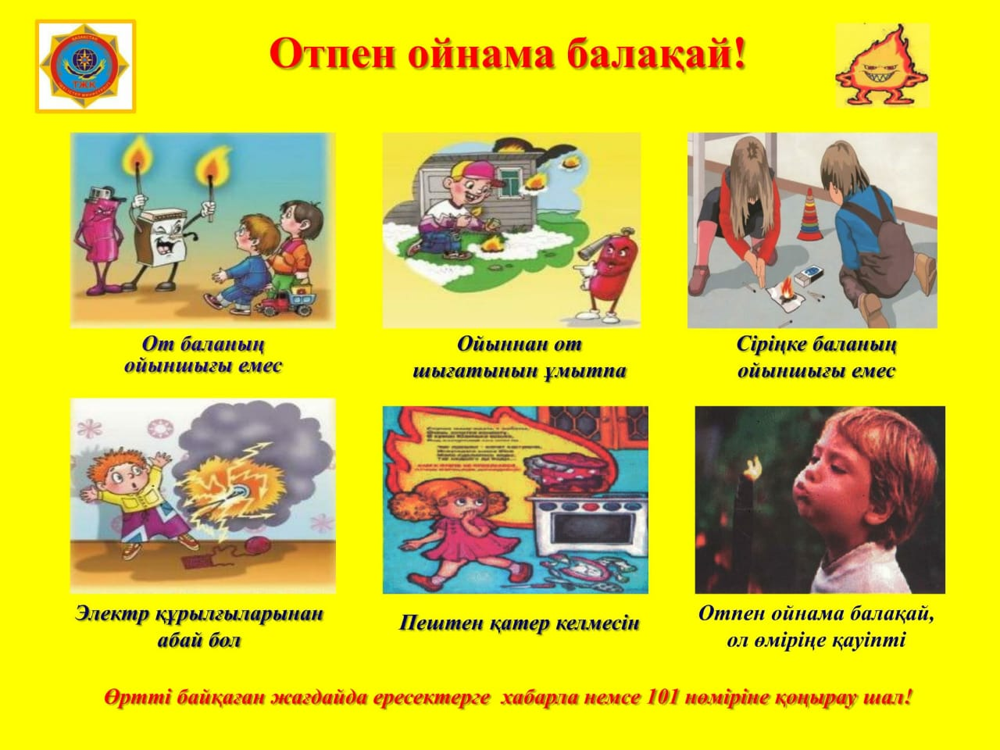 ҚАЗАҚСТАН
ТЖК
Отпен ойнама балақай!
От баланың
ойыншығы емес
Ойыннан от
шығатынын ұмытпа
Сіріңке баланың
ойыншығы емес
Электр құрылғыларынан
абай бол
Пештен қатер келмесін
Отпен ойнама балақай,
ол өміріңе қауіпті
Өртті байқаған жағдайда ересектерге хабарла немсе 101 нөміріне қоңырау шал!